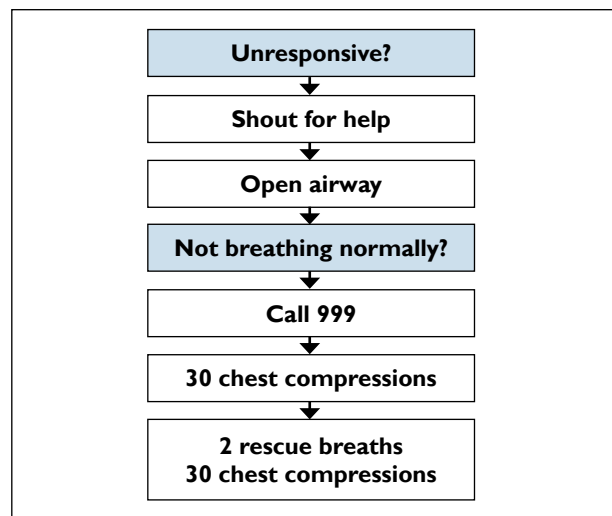 Unresponsive?
Shout for help
Open airway
Not breathing normally?
Call 999
30 chest compressions
2 rescue breaths
30 chest compressions